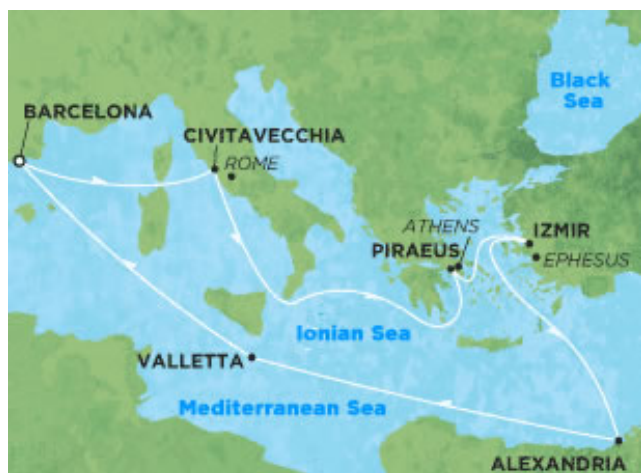 Black
Sea
BARCELONA
CIVITAVECCHIA
ROME
ATHENS
IZMIR
PIRAEUS
EPHESUS
Ionian Sea
VALLETTA
Mediterranean Sea
ALEXANDRIA